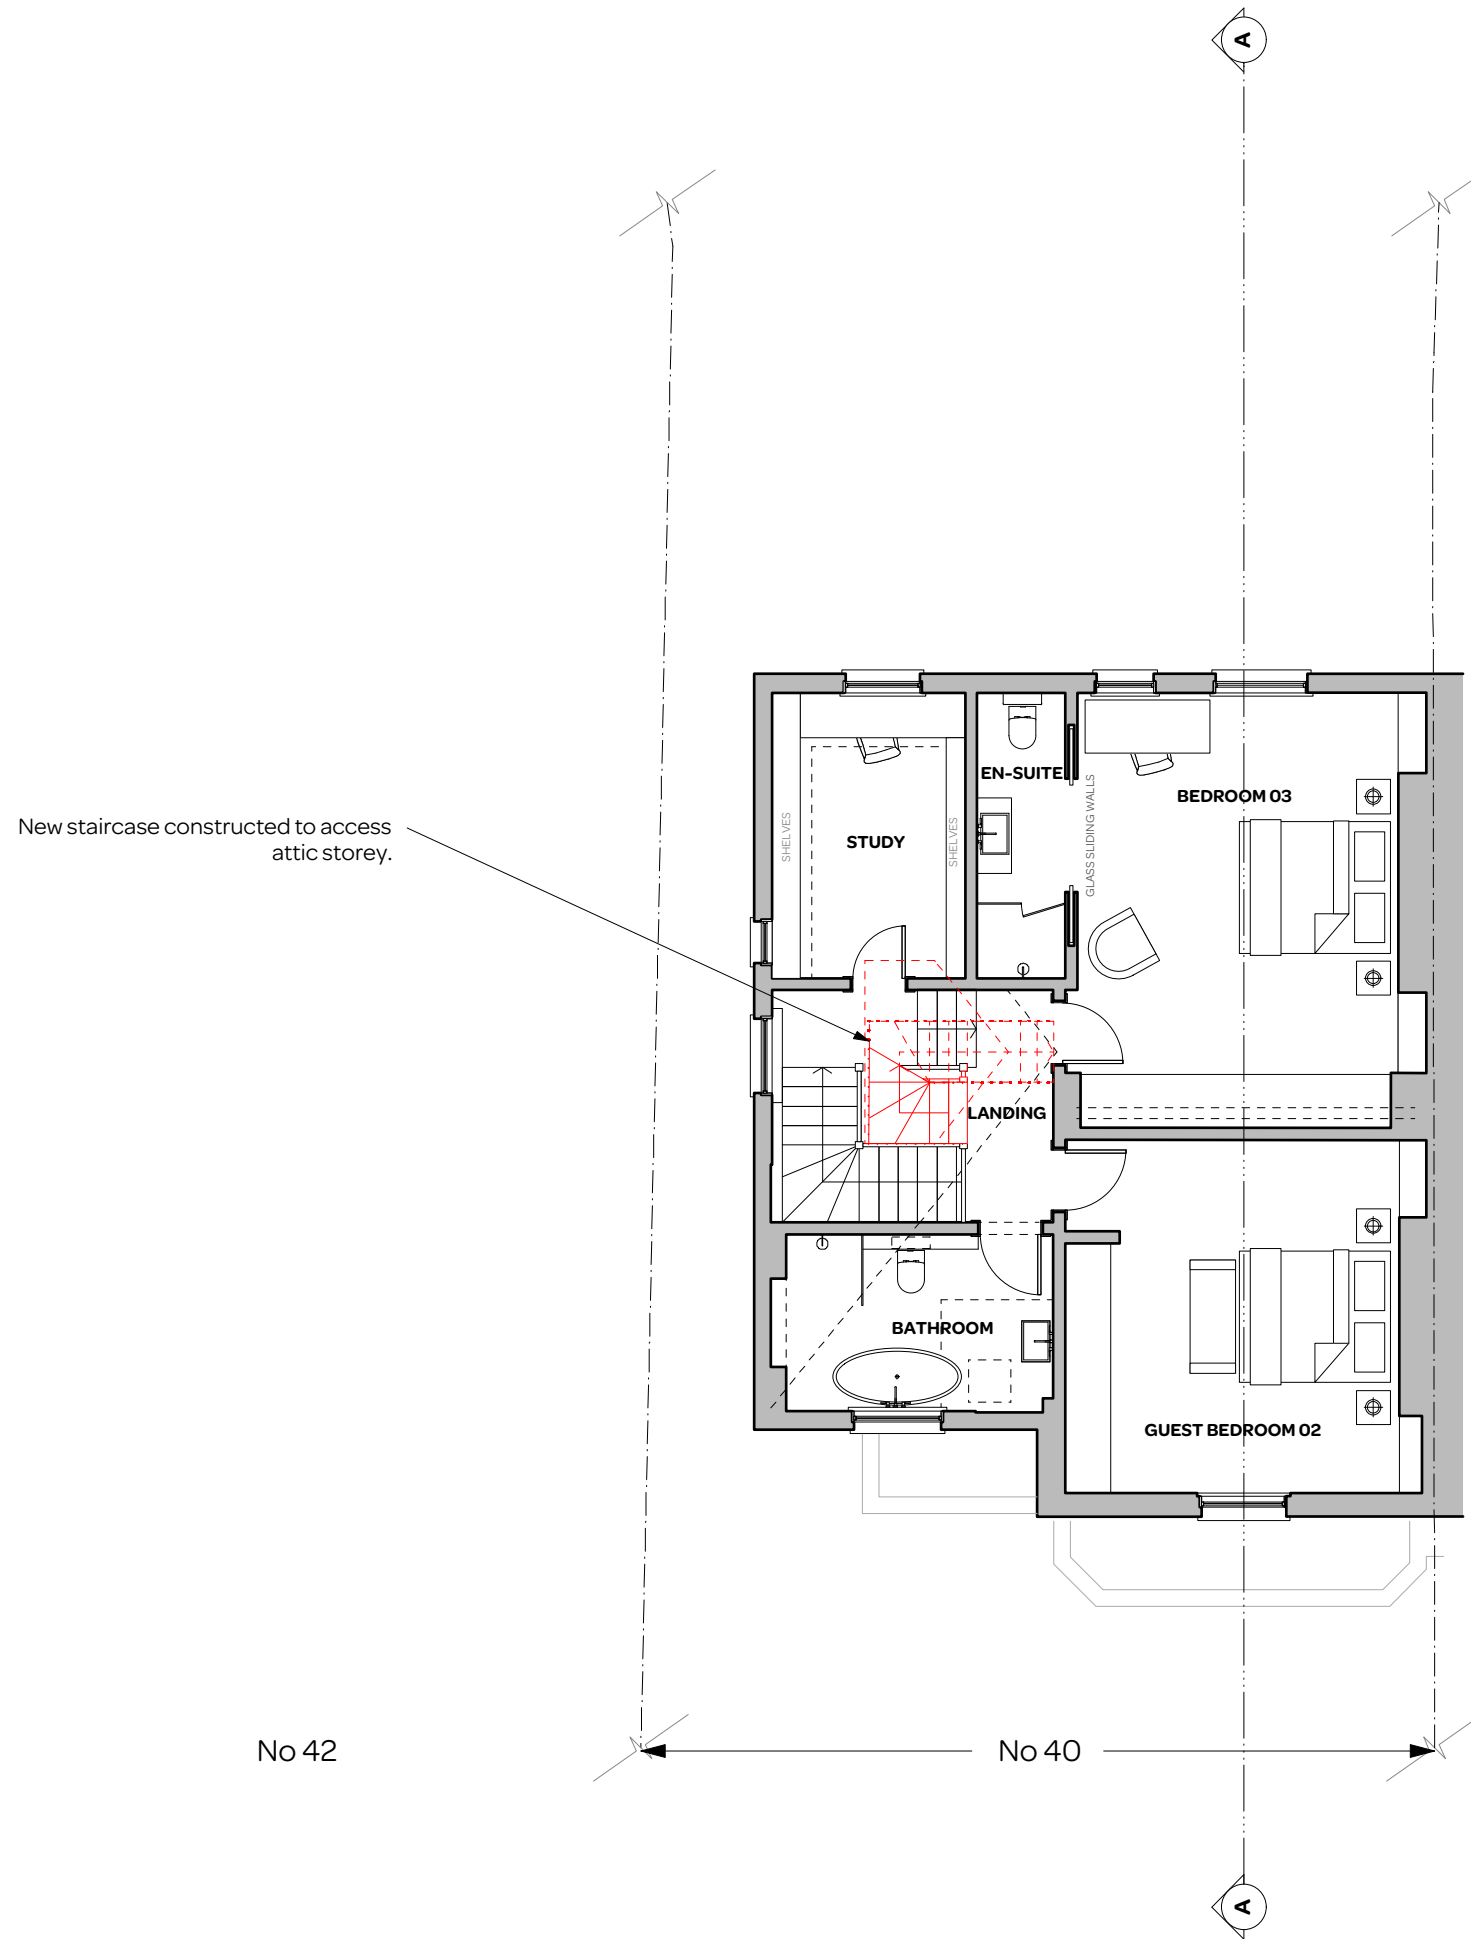 A
New staircase constructed to access
attic storey.
EN-SUITE
BEDROOM 03
SHELVES
STUDY
SHELVES
GLASS SLIDING WALLS
LANDING
BATHROOM
GUEST BEDROOM 02
No 42
No 40
A